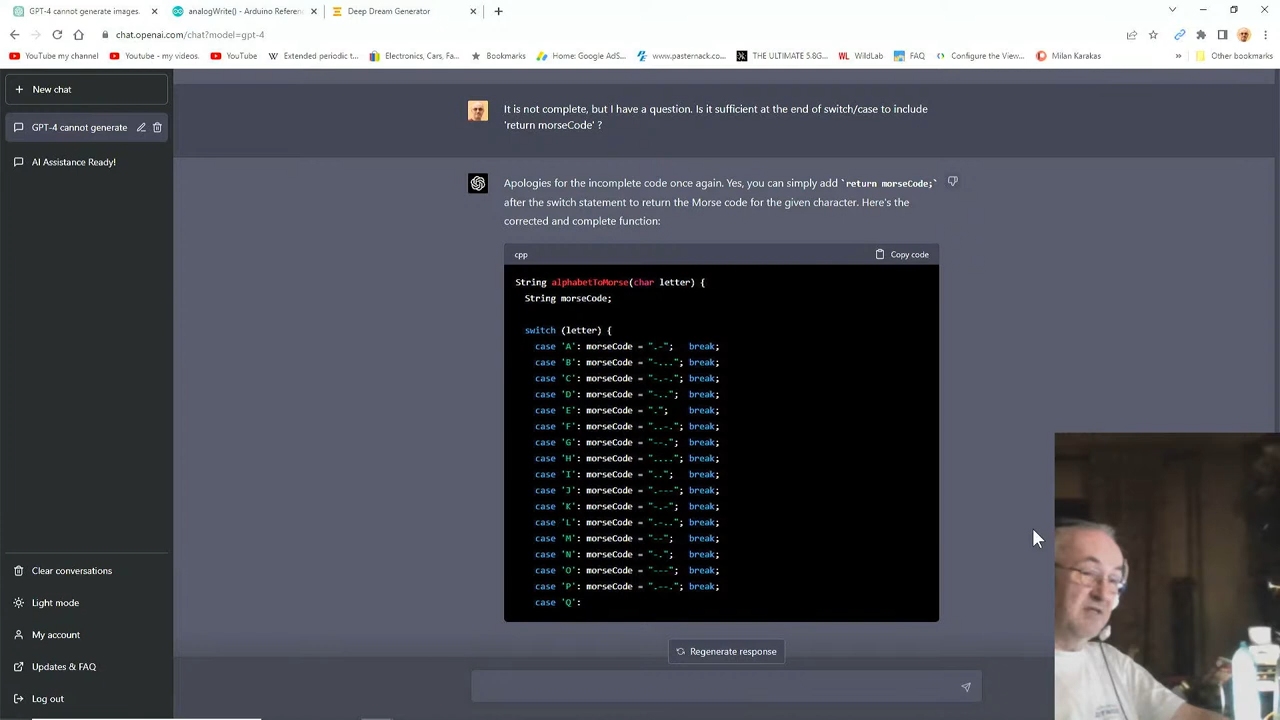 GPT-4 cannot generate images.
analogWrite() - Arduino Referenc
Deep Dream Generator
chat.openai.com/chat?model=gpt-4
YouTube my channel
Youtube - my videos
YouTube
Extended periodic t...
Electronics, Cars, Fa...
Bookmarks
Home: Google AdS...
www.pasternack.com
THE ULTIMATE 5.8G...
WildLab
FAQ
Configure the View...
Milan Karakas
»
Other bookmarks
+ New chat
GPT-4 cannot generate
AI Assistance Ready!
It is not complete, but I have a question. Is it sufficient at the end of switch/case to include
'return morseCode' ?
Apologies for the incomplete code once again. Yes, you can simply add `return morseCode;`
after the switch statement to return the Morse code for the given character. Here's the
corrected and complete function:
cpp
Copy code
String alphabetToMorse(char letter) {
String morseCode;
switch (letter) {
case 'A': morseCode = ".-"; break;
case 'B': morseCode = "-..."; break;
case 'C': morseCode = "-.-."; break;
case 'D': morseCode = "-.."; break;
case 'E': morseCode = "."; break;
case 'F': morseCode = "..-."; break;
case 'G': morseCode = "--."; break;
case 'H': morseCode = "...."; break;
case 'I': morseCode = ".."; break;
case 'J': morseCode = ".---"; break;
case 'K': morseCode = "-.-"; break;
case 'L': morseCode = ".-.."; break;
case 'M': morseCode = "--"; break;
case 'N': morseCode = "-."; break;
case 'O': morseCode = "---"; break;
case 'P': morseCode = ".--."; break;
case 'Q':
Regenerate response
Clear conversations
Light mode
My account
Updates & FAQ
Log out